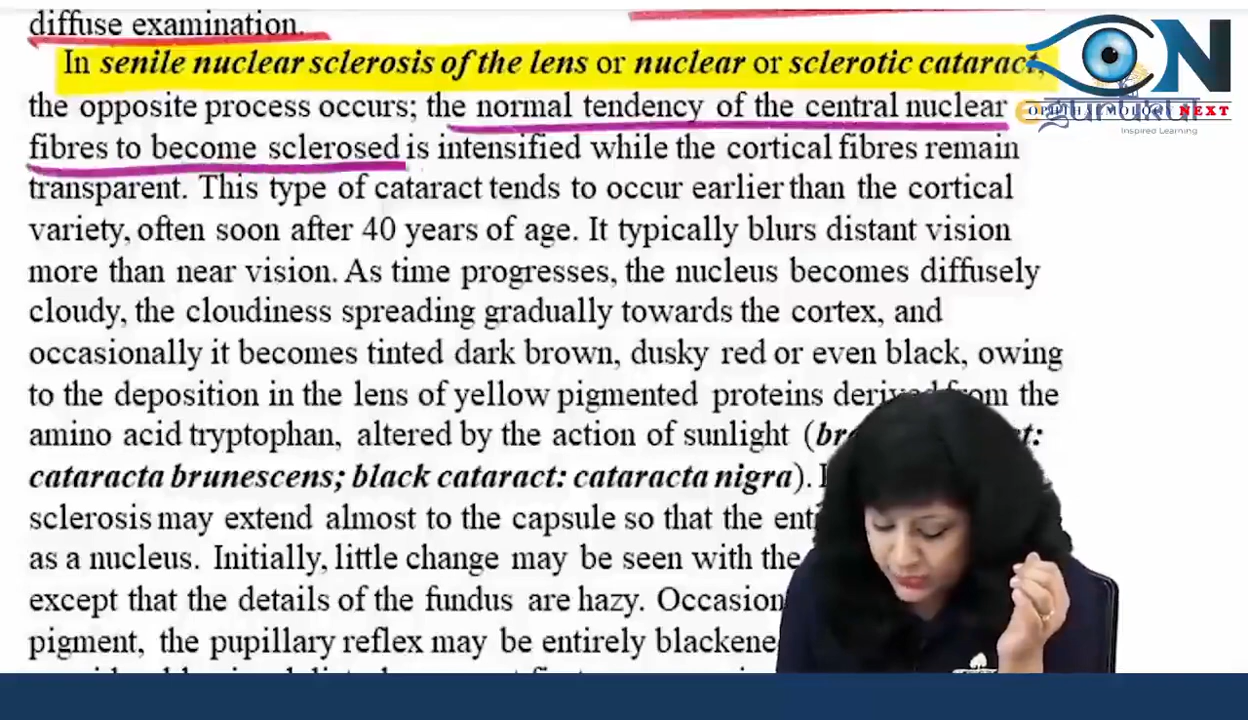 diffuse examination.
In senile nuclear sclerosis of the lens or nuclear or sclerotic cataract,
the opposite process occurs; the normal tendency of the central nuclear
fibres to become sclerosed is intensified while the cortical fibres remain
transparent. This type of cataract tends to occur earlier than the cortical
variety, often soon after 40 years of age. It typically blurs distant vision
more than near vision. As time progresses, the nucleus becomes diffusely
cloudy, the cloudiness spreading gradually towards the cortex, and
occasionally it becomes tinted dark brown, dusky red or even black, owing
to the deposition in the lens of yellow pigmented proteins derived from the
amino acid tryptophan, altered by the action of sunlight (
cataracta brunescens; black cataract: cataracta nigra).
sclerosis may extend almost to the capsule so that the
as a nucleus. Initially, little change may be seen with the
except that the details of the fundus are hazy.
pigment, the pupillary reflex may be entirely
ON
NEXT
Inspired Learning